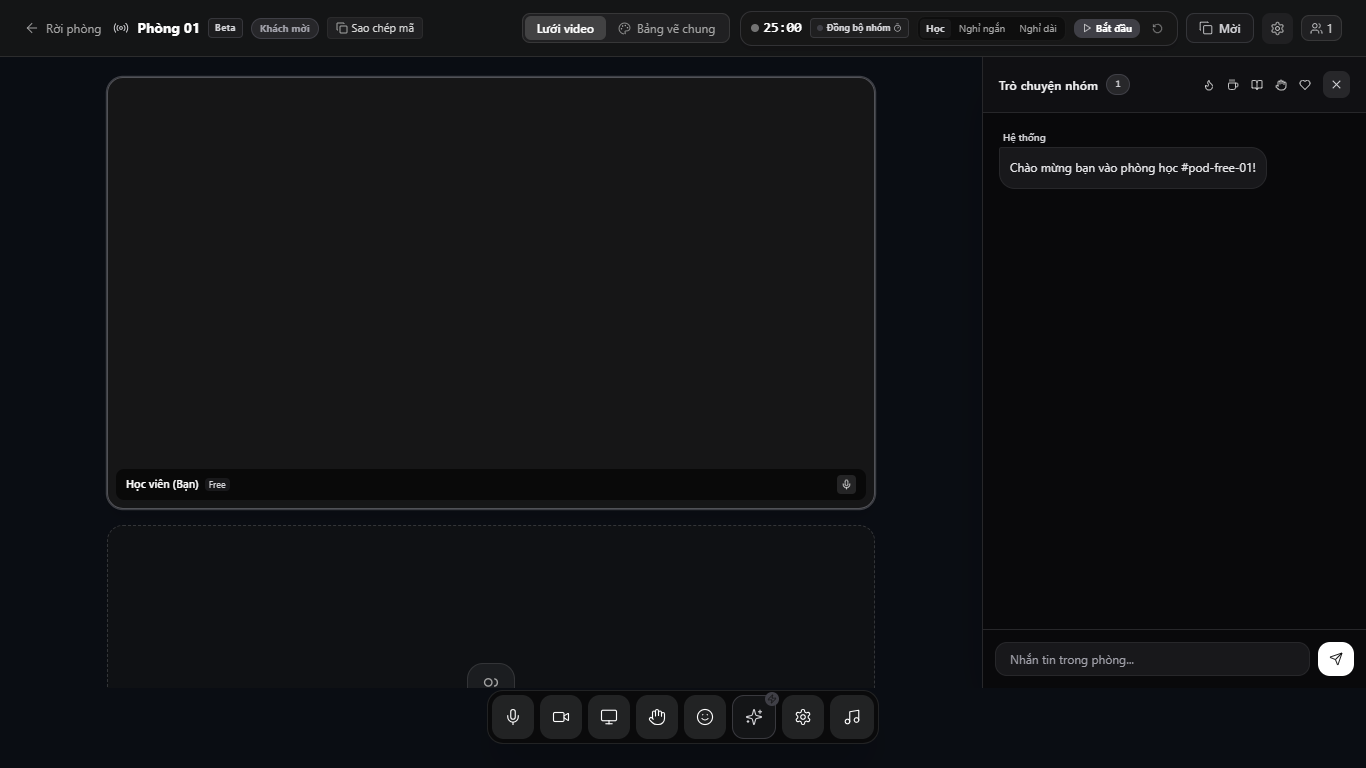 Rời phòng
Phòng 01
Beta
Khách mời
Sao chép mã
Lưới video
Bảng vẽ chung
25:00
Đồng bộ nhóm
Học
Nghỉ ngắn
Nghỉ dài
Bắt đầu
Mời
1
Trò chuyện nhóm
1
Hệ thống
Chào mừng bạn vào phòng học #pod-free-01!
Học viên (Bạn)
Free
Nhắn tin trong phòng...